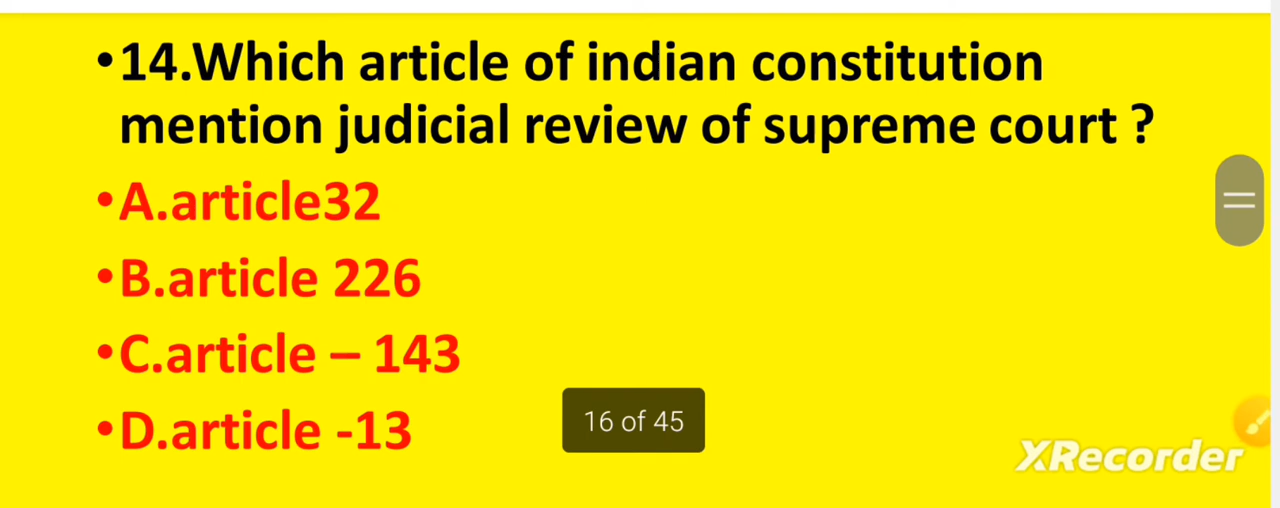 •14.Which article of indian constitution
mention judicial review of supreme court ?
•A.article32
•B.article 226
•C.article – 143
•D.article -13
16 of 45
XRecorder